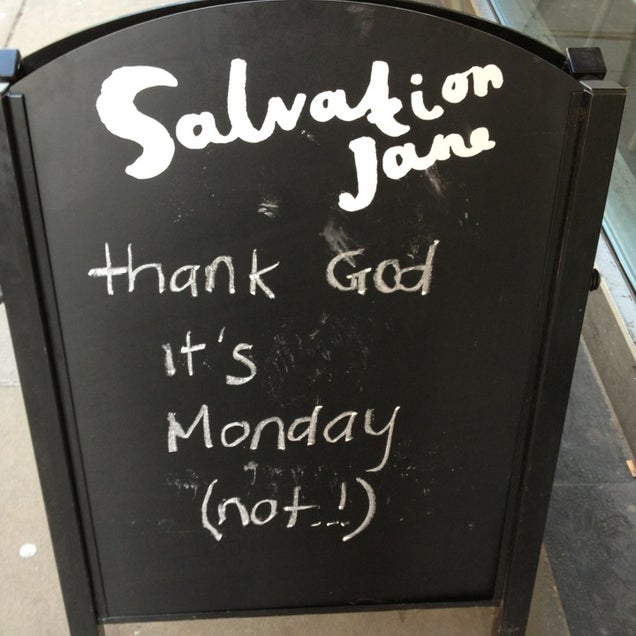 Salvation
Jane
thank God
it's
Monday
(not..!)